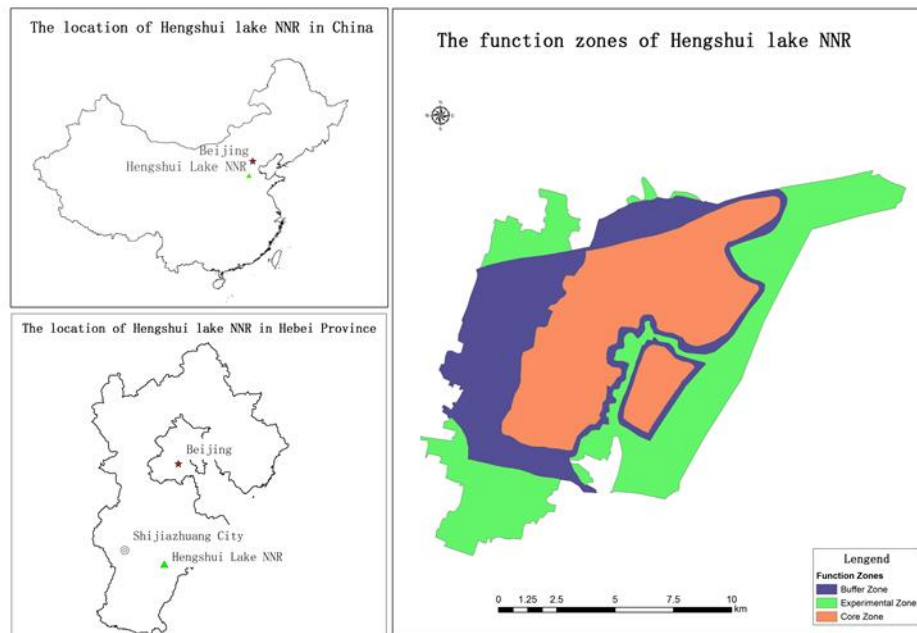 The location of Hengshui lake NNR in China
Beijing
Hengshui Lake NNR
The location of Hengshui lake NNR in Hebei Province
Beijing
Shijiazhuang City
Hengshui Lake NNR
The function zones of Hengshui lake NNR
Lengend
Function Zones
Buffer Zone
Experimental Zone
Core Zone
0 1.25 2.5 5 7.5 10
km